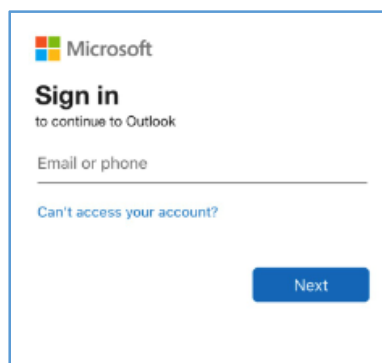 Microsoft
Sign in
to continue to Outlook
Email or phone
Can't access your account?
Next